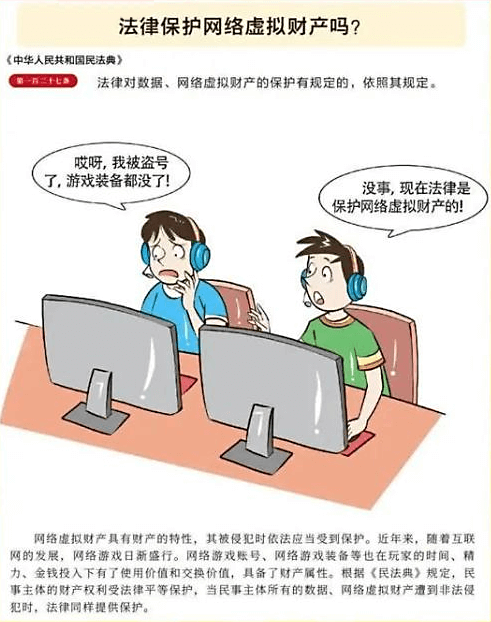 法律保护网络虚拟财产吗?
《中华人民共和国民法典》
第一百二十七条 法律对数据、网络虚拟财产的保护有规定的，依照其规定。
哎呀, 我被盗号
了, 游戏装备都没了!
没事, 现在法律是
保护网络虚拟财产的!
网络虚拟财产具有财产的特性，其被侵犯时依法应当受到保护。近年来，随着互联
网的发展，网络游戏日渐盛行。网络游戏账号、网络游戏装备等也在玩家的时间、精
力、金钱投入下有了使用价值和交换价值，具备了财产属性。根据《民法典》规定，民
事主体的财产权利受法律平等保护，当民事主体所有的数据、网络虚拟财产遭到非法侵
犯时，法律同样提供保护。